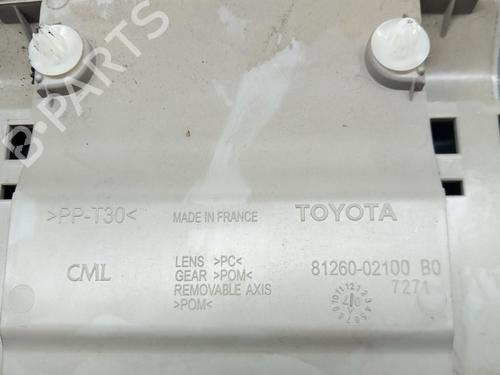 B-PARTS
>PP-T30< MADE IN FRANCE TOYOTA
CML LENS >PC< 81260-02100 B0
GEAR >POM< 7271
REMOVABLE AXIS
>POM<